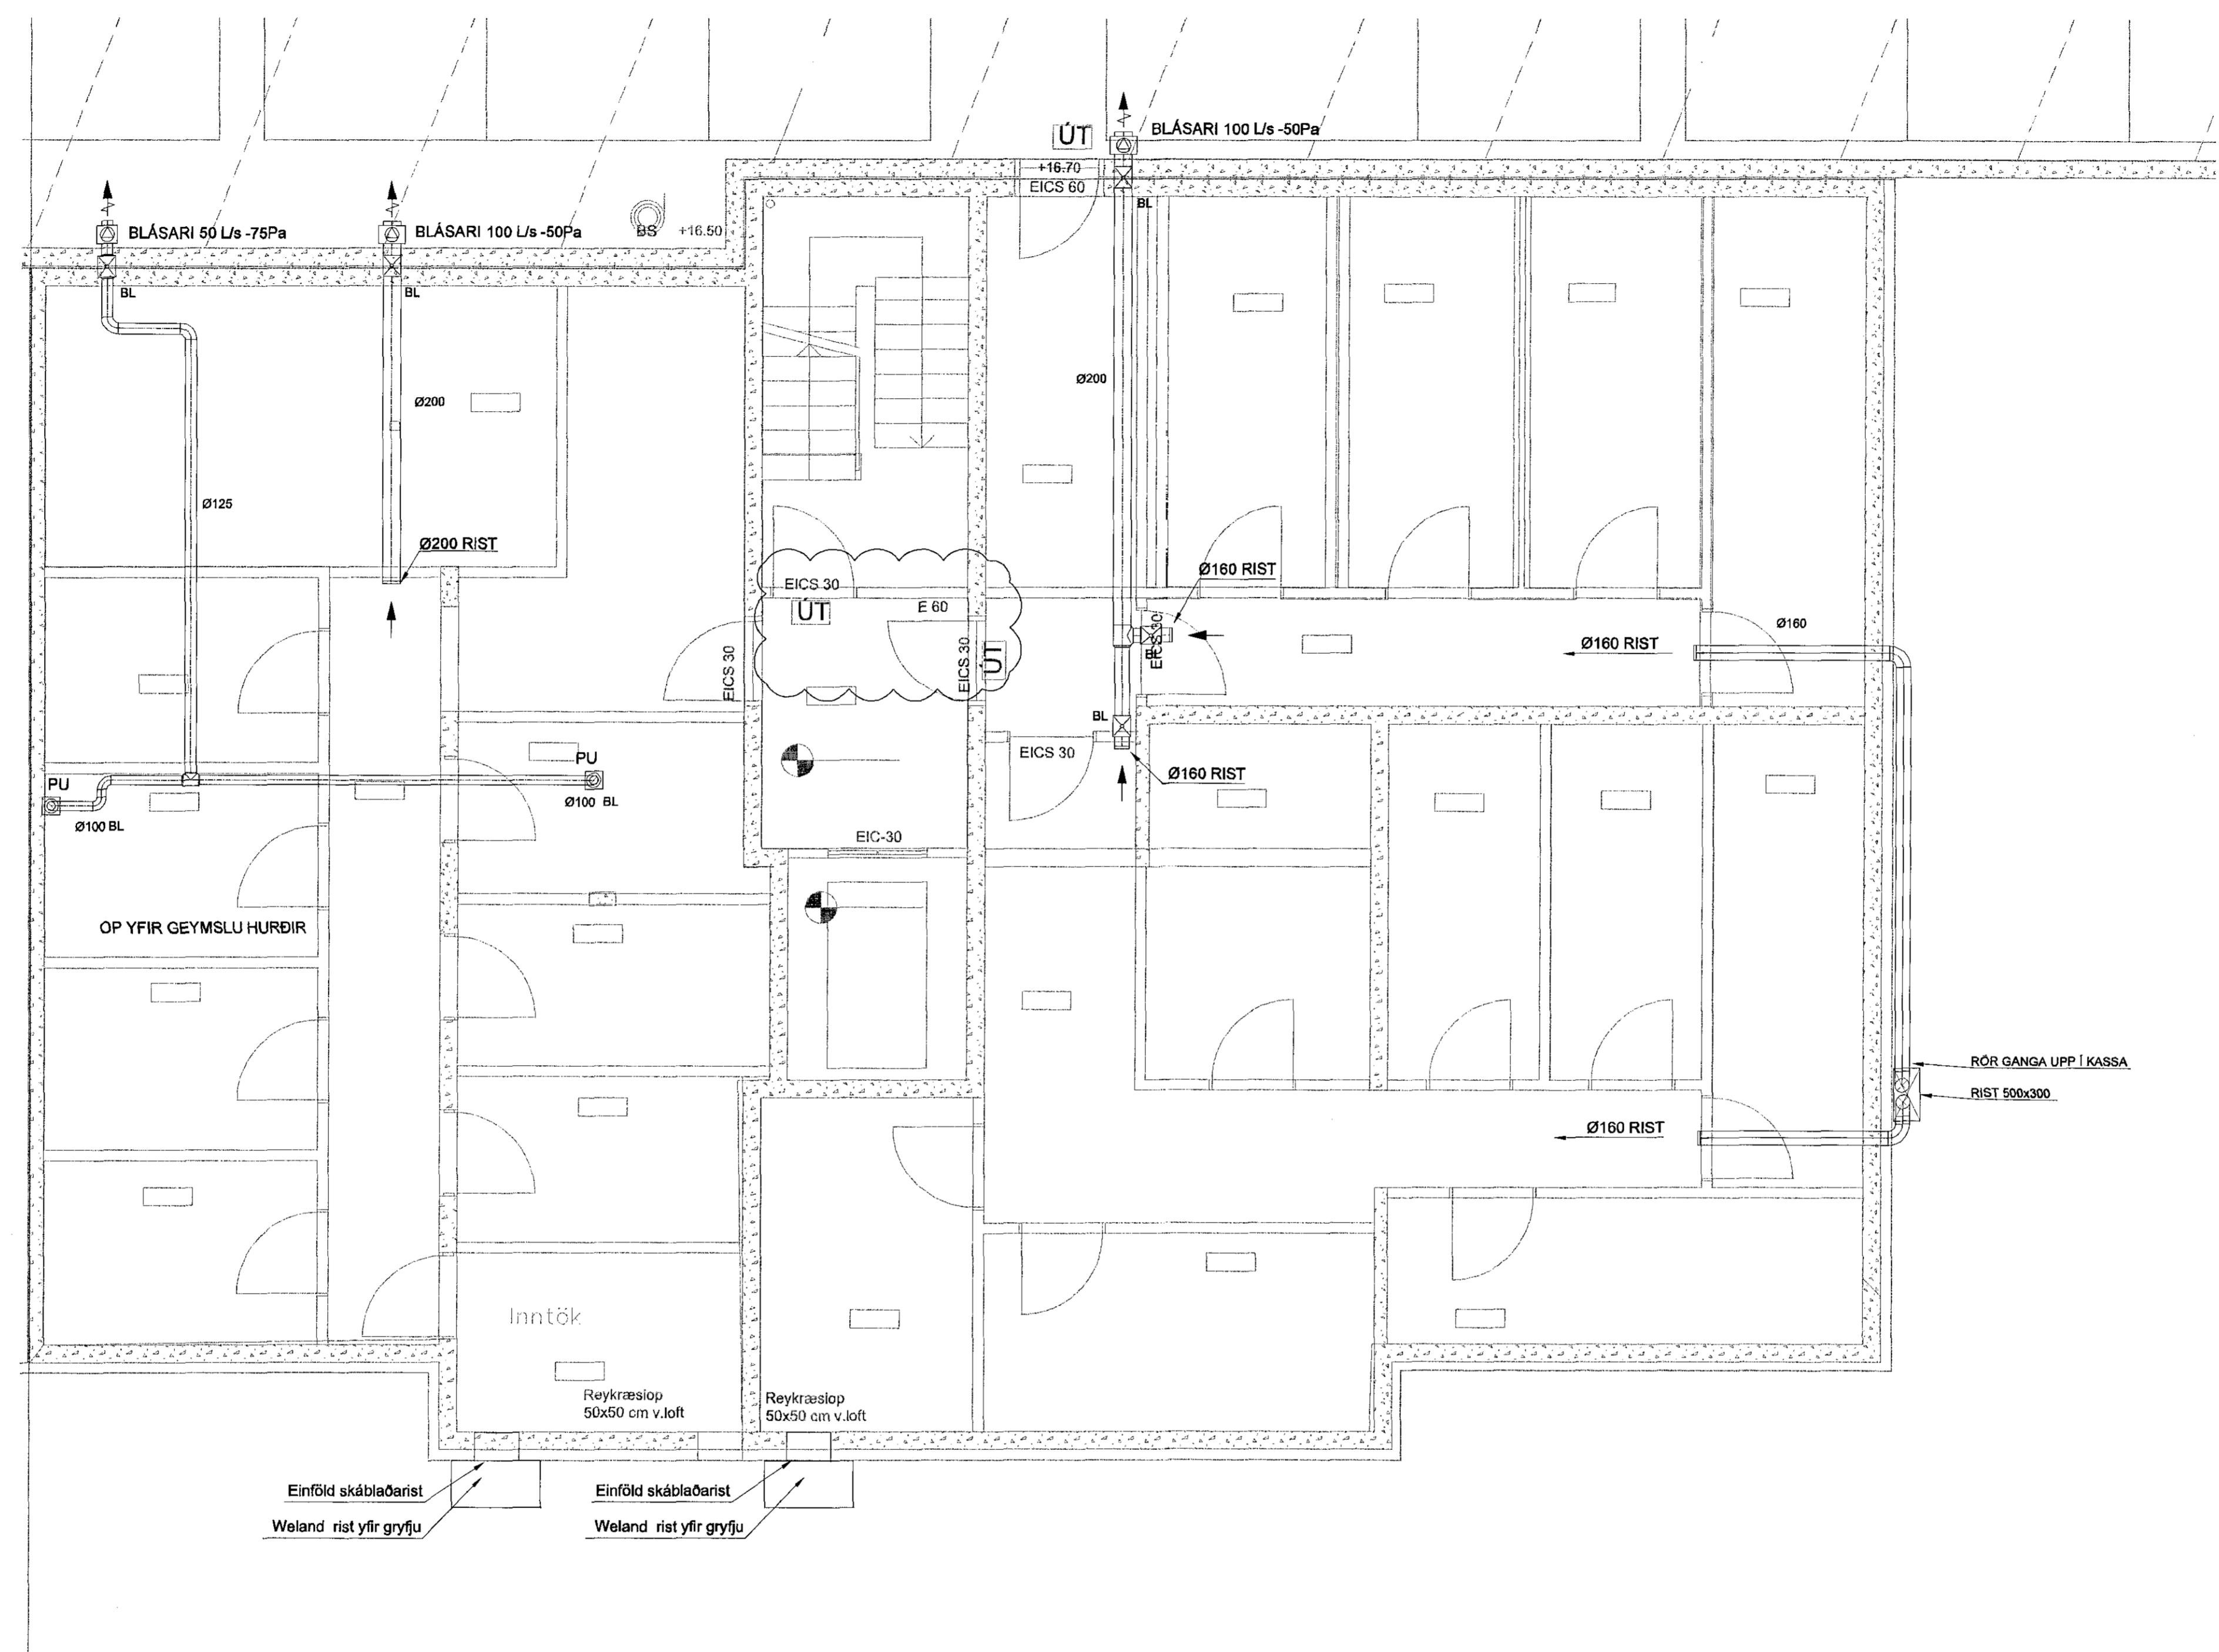 ÚT
BLÁSARI 100 L/s -50Pa
+16.70
EICS 60
BL
BLÁSARI 50 L/s -75Pa
BLÁSARI 100 L/s -50Pa
BS
+16.50
BL
BL
Ø200
Ø200
Ø125
Ø200 RIST
EICS 30
ÚT
E 60
EICS 30
EICS 30
ÚT
Ø160 RIST
EICS 30
BL
Ø160
Ø160 RIST
BL
EICS 30
Ø160 RIST
PU
Ø100 BL
PU
Ø100 BL
EIC-30
OP YFIR GEYMSLU HURÐIR
RÖR GANGA UPP Í KASSA
RIST 500x300
Ø160 RIST
Inntök
Reykræsiop
50x50 cm v.loft
Reykræsiop
50x50 cm v.loft
Einföld skáblaðarist
Weland rist yfir gryfju
Einföld skáblaðarist
Weland rist yfir gryfju